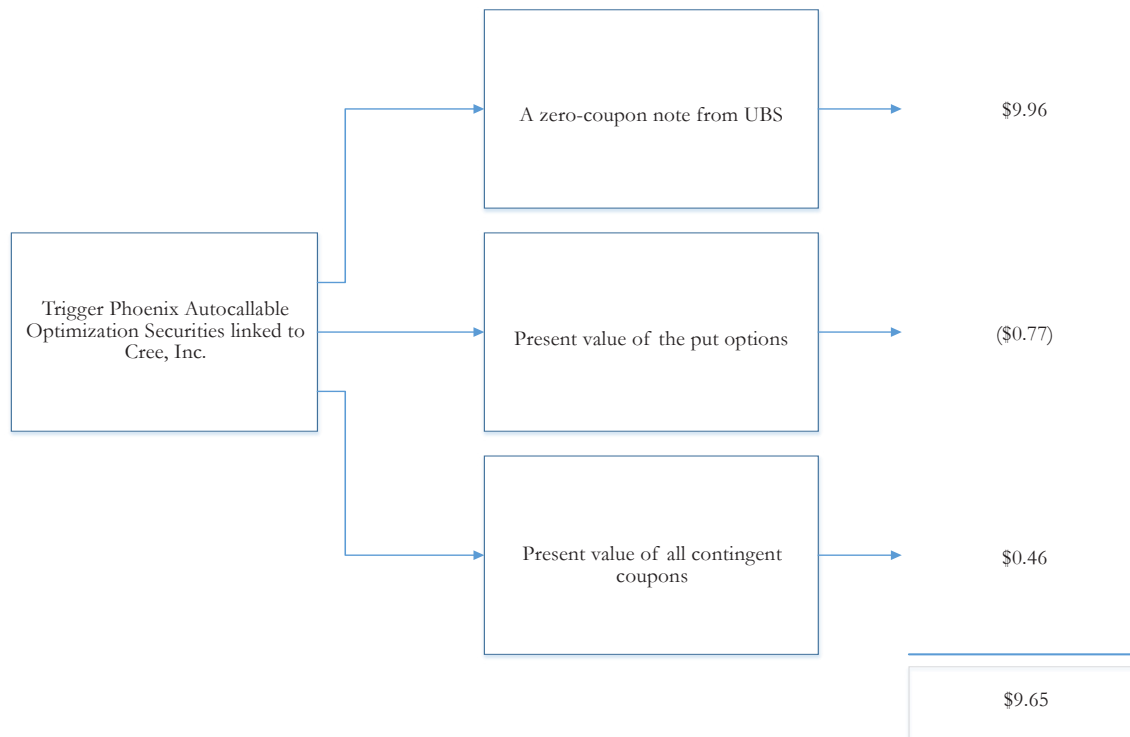 A zero-coupon note from UBS
$9.96
Trigger Phoenix Autocallable
Optimization Securities linked to
Cree, Inc.
Present value of the put options
($0.77)
Present value of all contingent
coupons
$0.46
$9.65